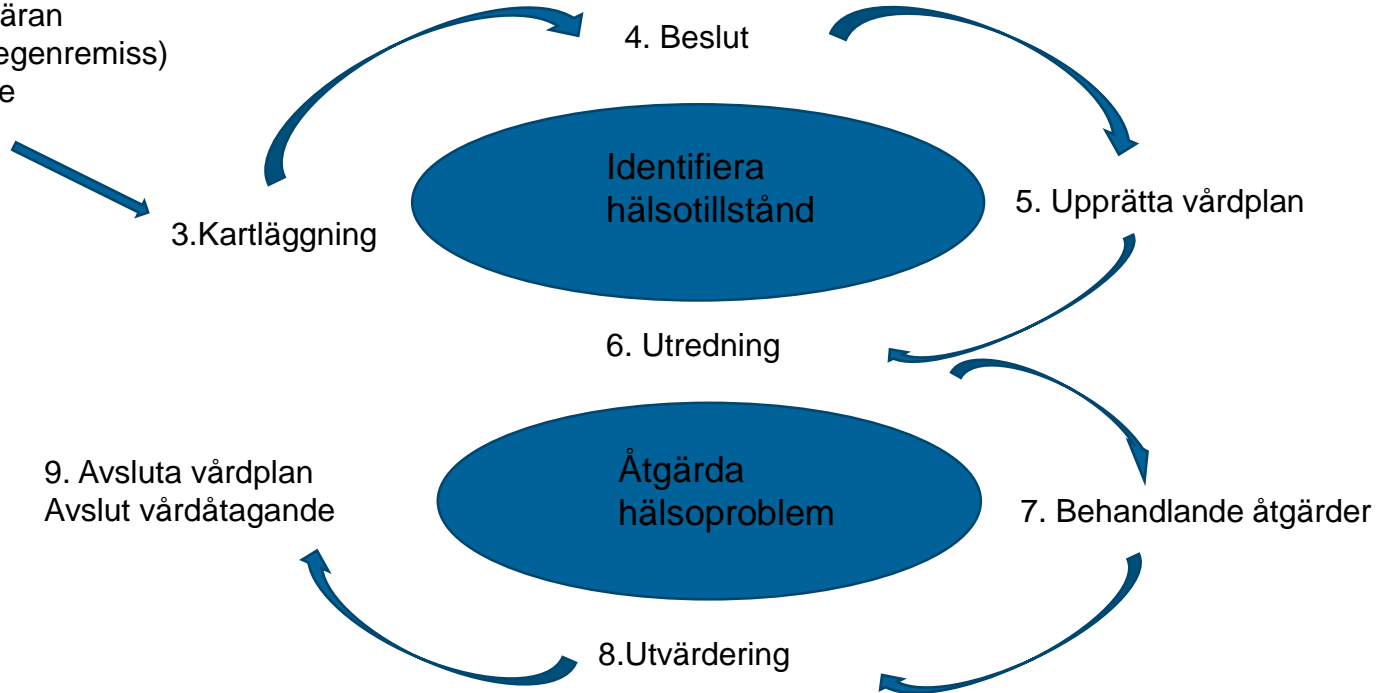 egenremiss)
3.Kartläggning
4. Beslut
Identifiera
hälsotillstånd
5. Upprätta vårdplan
6. Utredning
Åtgärda
hälsoproblem
7. Behandlande åtgärder
8.Utvärdering
9. Avsluta vårdplan
Avslut vårdåtagande